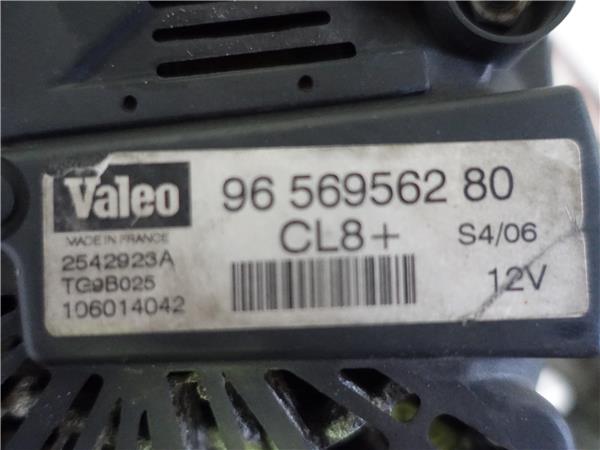 Valeo
96 569562 80
MADE IN FRANCE
CL8+
S4/06
2542923A
TG9B025
12V
106014042